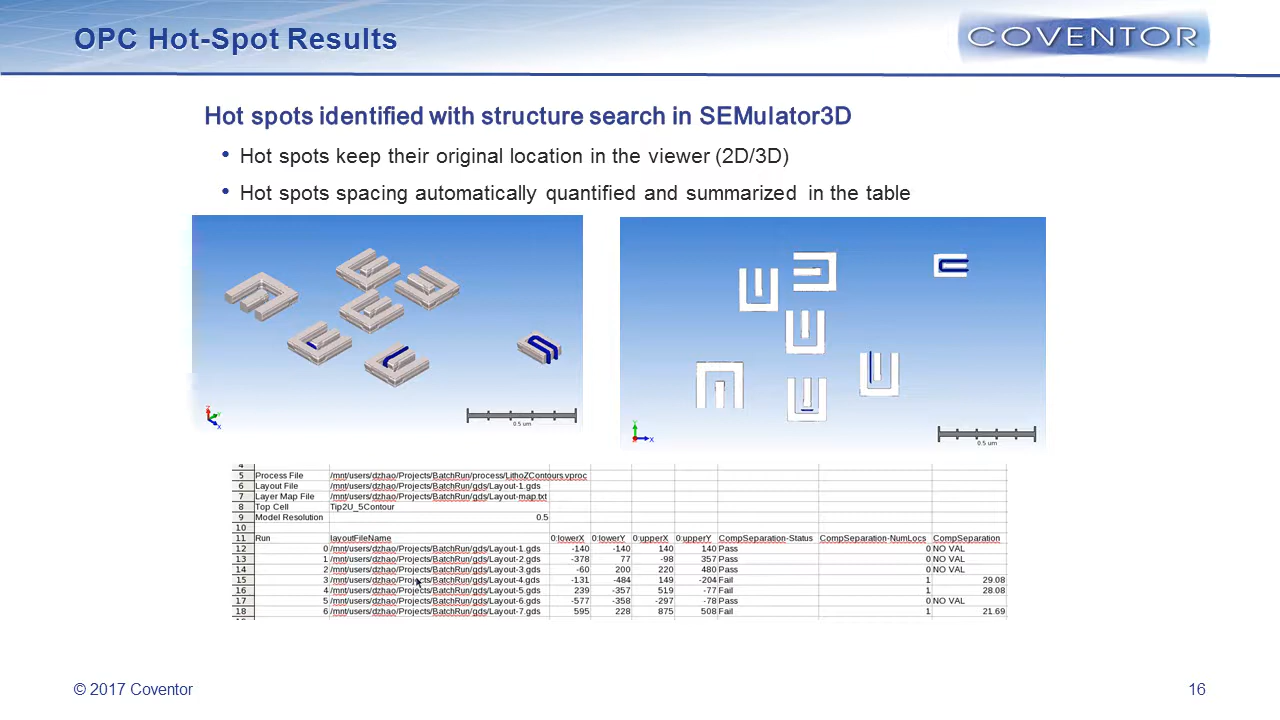 OPC Hot-Spot Results
COVENTOR
Hot spots identified with structure search in SEMulator3D
• Hot spots keep their original location in the viewer (2D/3D)
• Hot spots spacing automatically quantified and summarized in the table
Z Y X
0.5 um
Y X
0.5 um
5 Process File /mnt/users/dzhao/Projects/BatchRun/process/LithoZContours.vproc
6 Layout File /mnt/users/dzhao/Projects/BatchRun/gds/Layout-1.gds
7 Layer Map File /mnt/users/dzhao/Projects/BatchRun/gds/Layout-map.txt
8 Top Cell Tip2U_5Contour
9 Model Resolution 0.5
10
11 Run layoutFileName 0:lowerX 0:lowerY 0:upperX 0:upperY CompSeparation-Status CompSeparation-NumLocs CompSeparation
12 0 /mnt/users/dzhao/Projects/BatchRun/gds/Layout-1.gds -140 -140 140 140 Pass 0 NO VAL
13 1 /mnt/users/dzhao/Projects/BatchRun/gds/Layout-2.gds -378 77 -98 357 Pass 0 NO VAL
14 2 /mnt/users/dzhao/Projects/BatchRun/gds/Layout-3.gds -60 200 220 480 Pass 0 NO VAL
15 3 /mnt/users/dzhao/Projects/BatchRun/gds/Layout-4.gds -131 -484 149 -204 Fail 1 29.08
16 4 /mnt/users/dzhao/Projects/BatchRun/gds/Layout-5.gds 239 -357 519 -77 Fail 1 28.08
17 5 /mnt/users/dzhao/Projects/BatchRun/gds/Layout-6.gds -577 -358 -297 -78 Pass 0 NO VAL
18 6 /mnt/users/dzhao/Projects/BatchRun/gds/Layout-7.gds 595 228 875 508 Fail 1 21.69
© 2017 Coventor
16